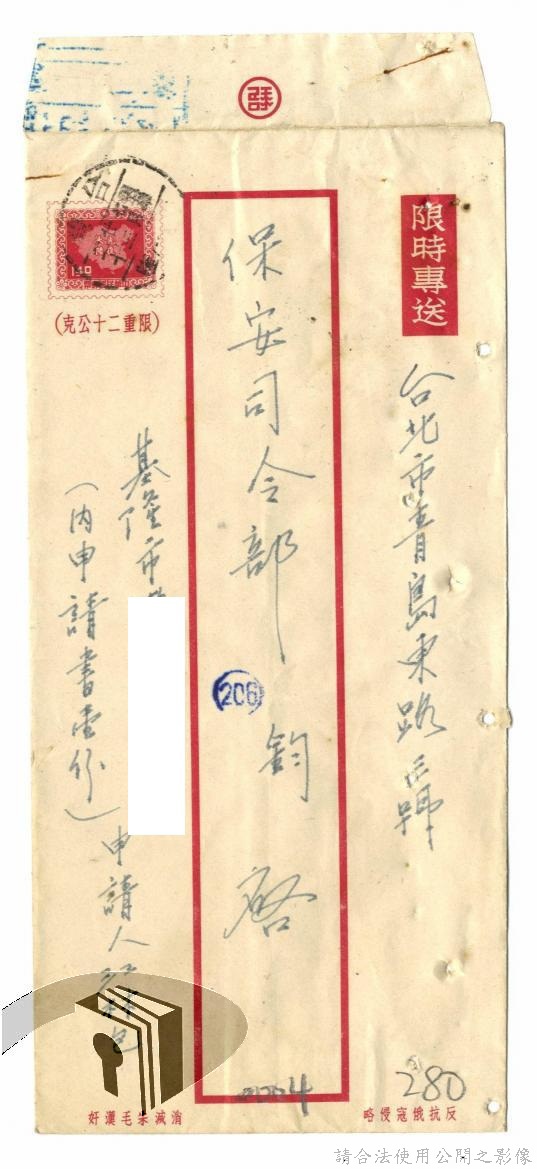 限時專送
台北市青島東路三號
保安司令部 鈞啓
206
基隆市
(內申請書壹份) 申請人
(限重二十公克)
140
280
反抗俄寇侵略
消滅朱毛漢奸
請合法使用公開之影像